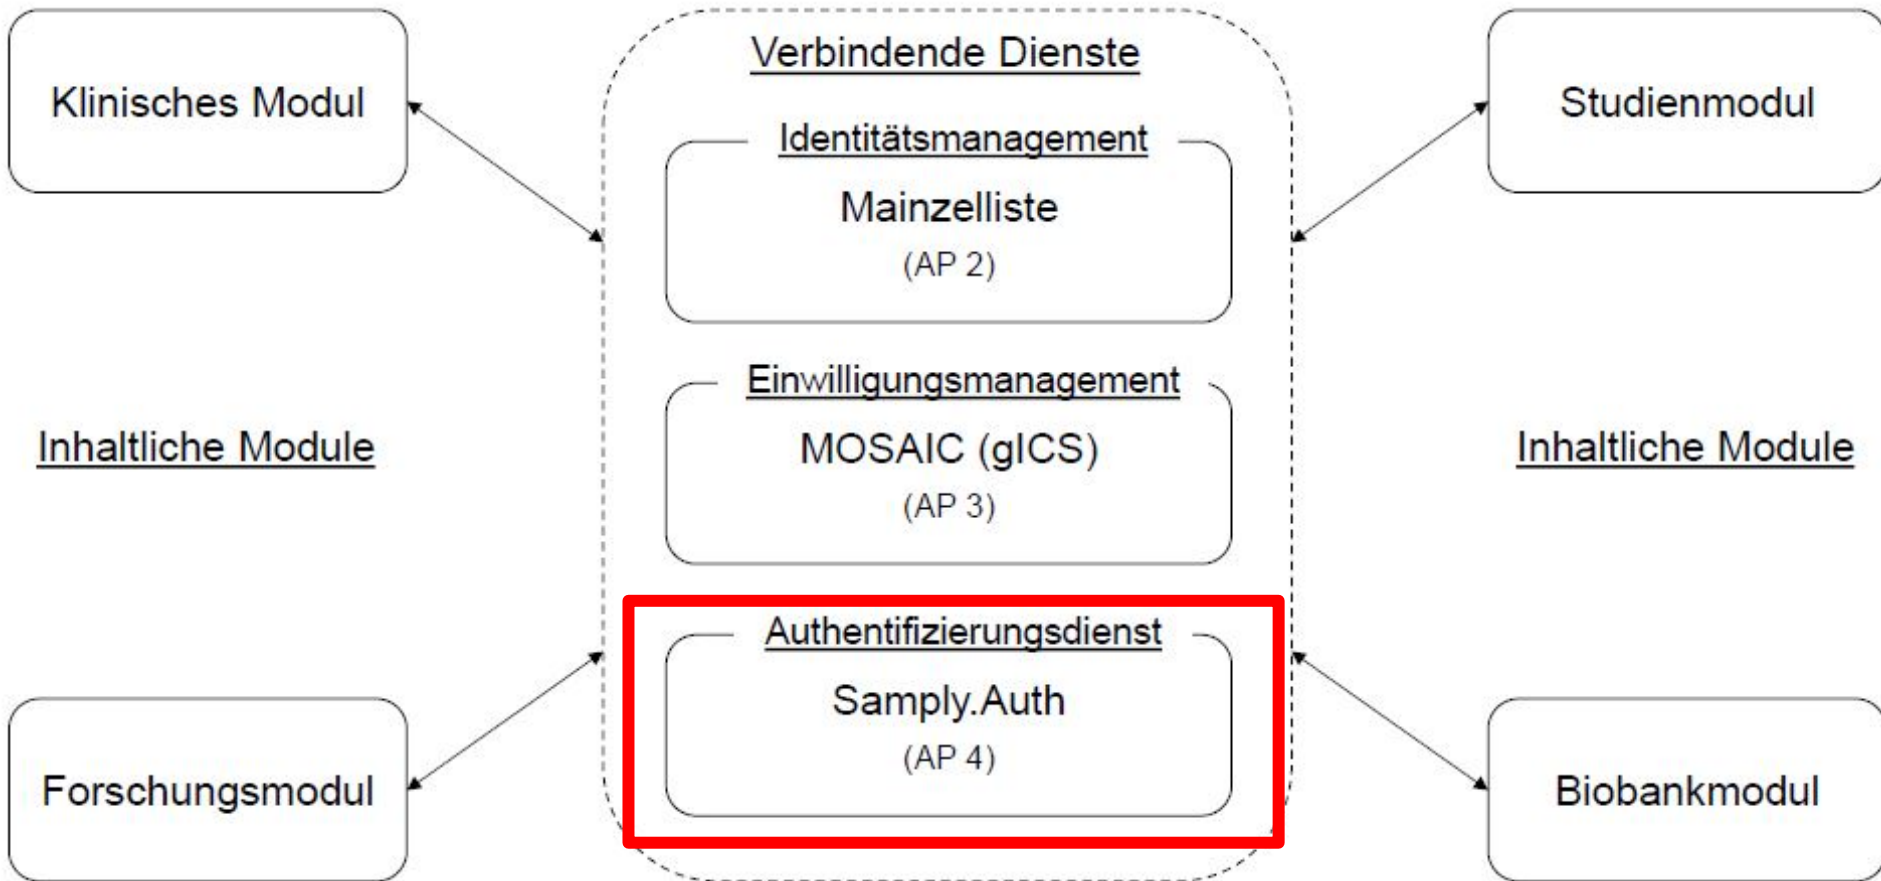 Klinisches Modul
Inhaltliche Module
Forschungsmodul
Verbindende Dienste
Identitätsmanagement
Mainzelliste
(AP 2)
Einwilligungsmanagement
MOSAIC (gICS)
(AP 3)
Authentifizierungsdienst
Samply.Auth
(AP 4)
Studienmodul
Inhaltliche Module
Biobankmodul